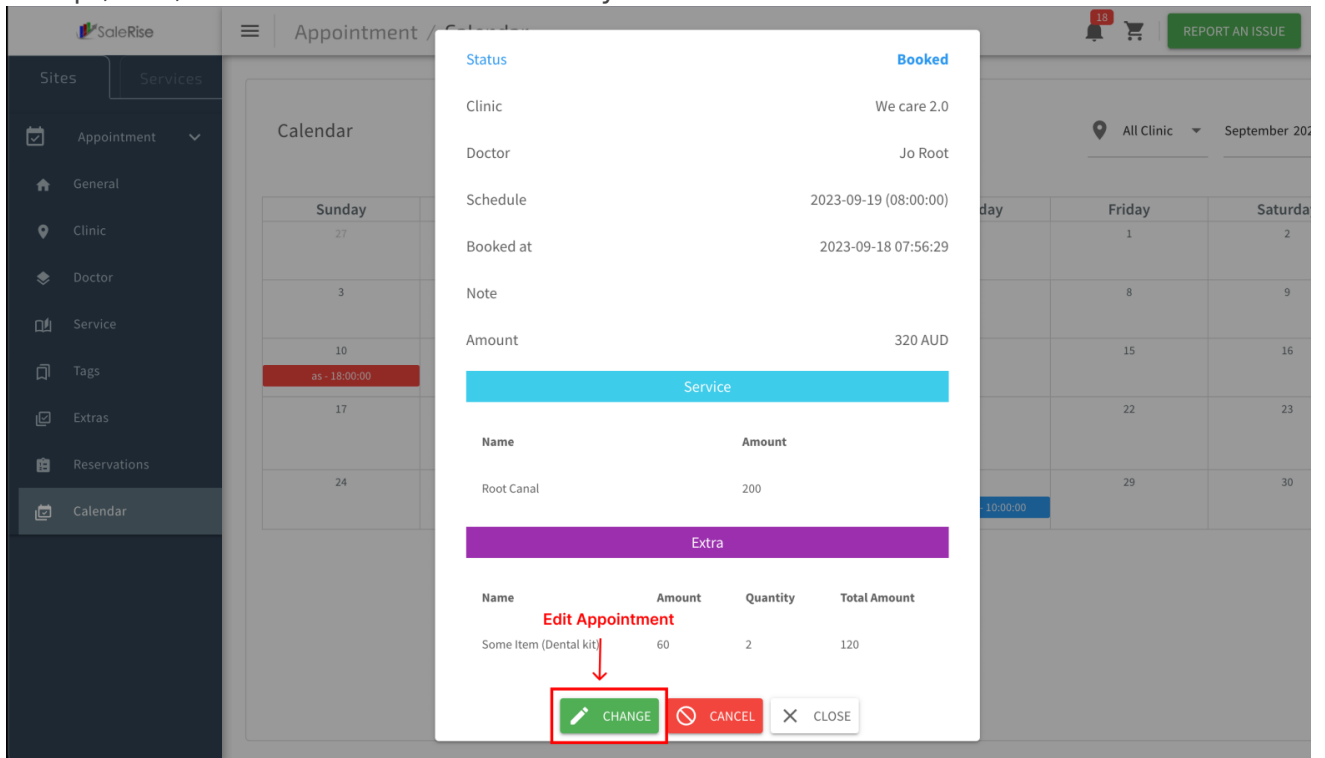 SaleRise
Appointment /
18
REPORT AN ISSUE
Sites
Services
Appointment
General
Clinic
Doctor
Service
Tags
Extras
Reservations
Calendar
Calendar
All Clinic
September 202
Sunday
day
Friday
Saturda
27
1
2
3
8
9
10
15
16
as - 18:00:00
17
22
23
24
29
30
- 10:00:00
Status
Booked
Clinic
We care 2.0
Doctor
Jo Root
Schedule
2023-09-19 (08:00:00)
Booked at
2023-09-18 07:56:29
Note
Amount
320 AUD
Service
Name Amount
Root Canal 200
Extra
Name Amount Quantity Total Amount
Edit Appointment
Some Item (Dental kit) 60 2 120
CHANGE
CANCEL
CLOSE